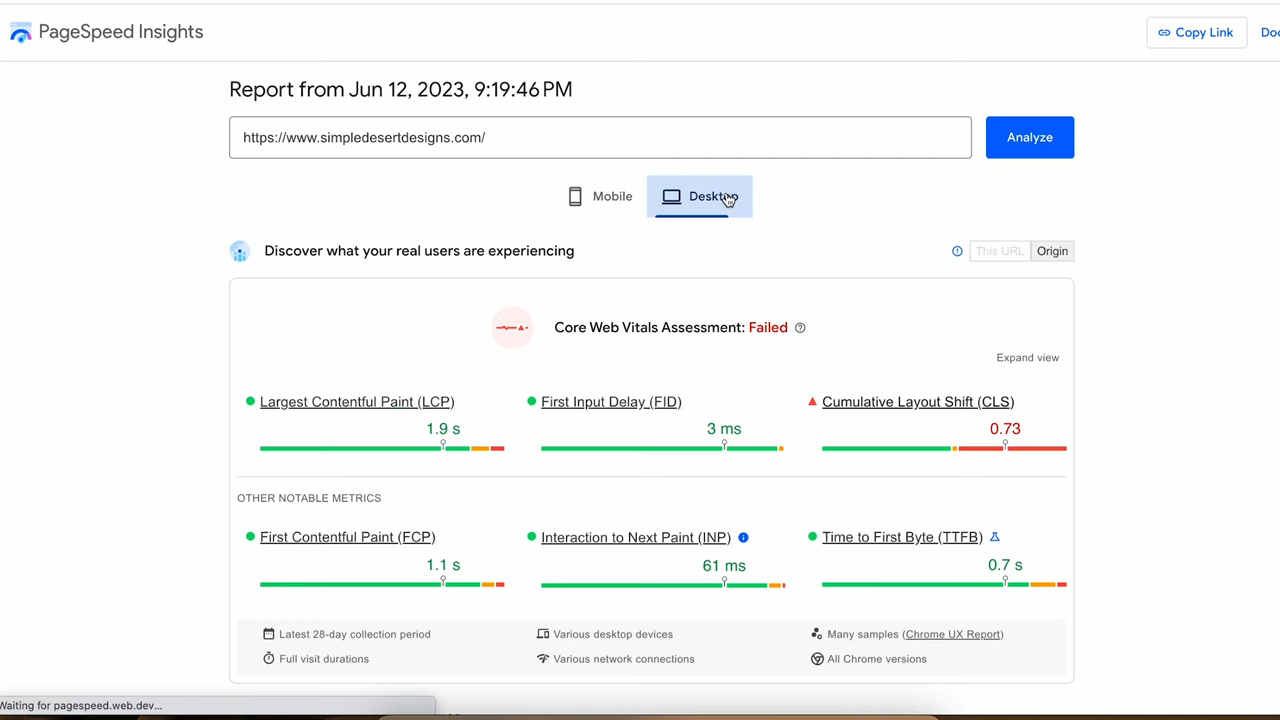 PageSpeed Insights
Copy Link
Doc
Report from Jun 12, 2023, 9:19:46 PM
https://www.simpledesertdesigns.com/
Analyze
Mobile
Desktop
Discover what your real users are experiencing
This URL
Origin
Core Web Vitals Assessment: Failed
Expand view
Largest Contentful Paint (LCP)
1.9 s
First Input Delay (FID)
3 ms
Cumulative Layout Shift (CLS)
0.73
OTHER NOTABLE METRICS
First Contentful Paint (FCP)
1.1 s
Interaction to Next Paint (INP)
61 ms
Time to First Byte (TTFB)
0.7 s
Latest 28-day collection period
Various desktop devices
Many samples (Chrome UX Report)
Full visit durations
Various network connections
All Chrome versions
Waiting for pagespeed.web.dev...